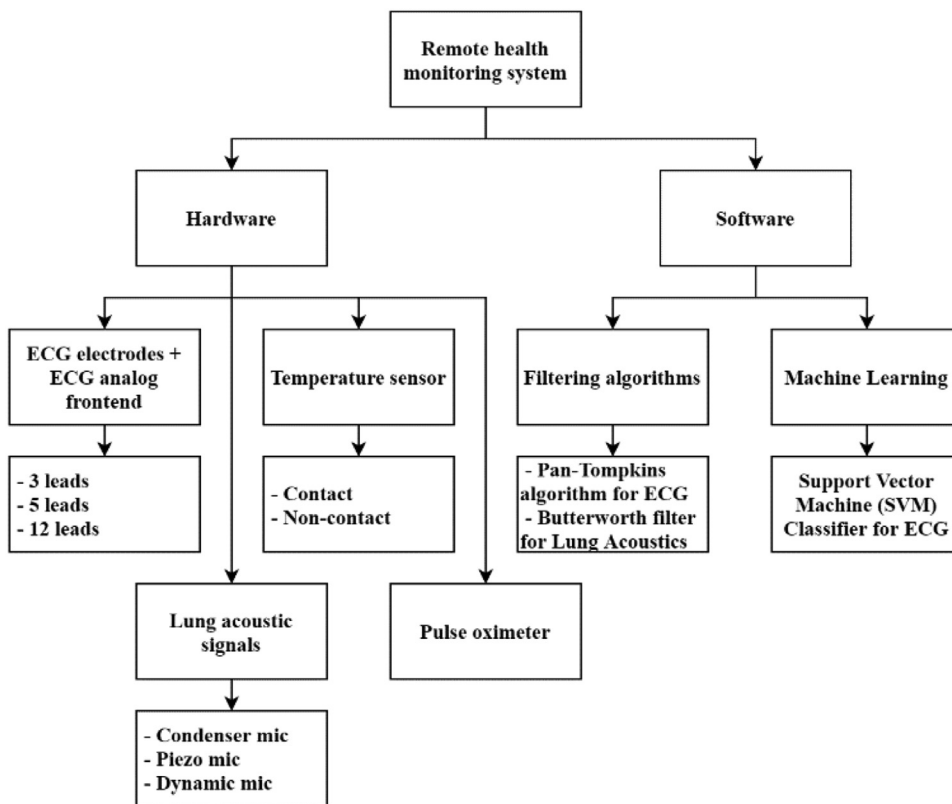 Remote health
monitoring system
Hardware
Software
ECG electrodes +
ECG analog
frontend
Temperature sensor
Filtering algorithms
Machine Learning
- 3 leads
- 5 leads
- 12 leads
- Contact
- Non-contact
- Pan-Tompkins
algorithm for ECG
- Butterworth filter
for Lung Acoustics
Support Vector
Machine (SVM)
Classifier for ECG
Lung acoustic
signals
Pulse oximeter
- Condenser mic
- Piezo mic
- Dynamic mic